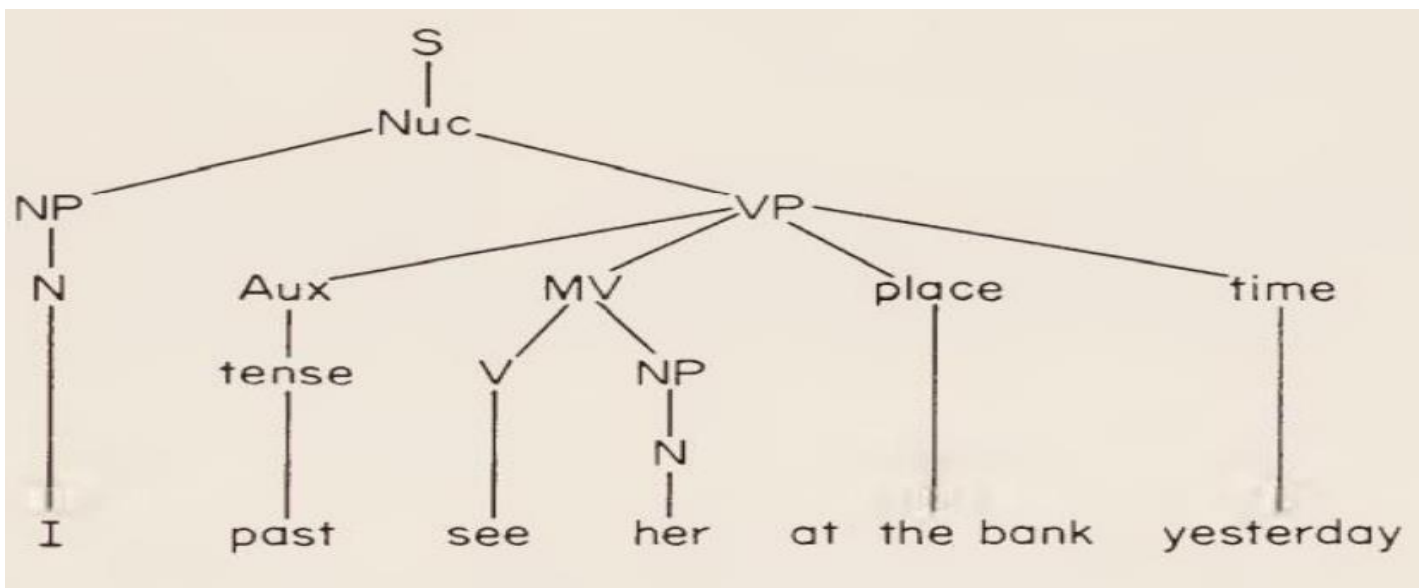 S
Nuc
NP VP
N Aux MV place time
tense V NP
N
I past see her at the bank yesterday